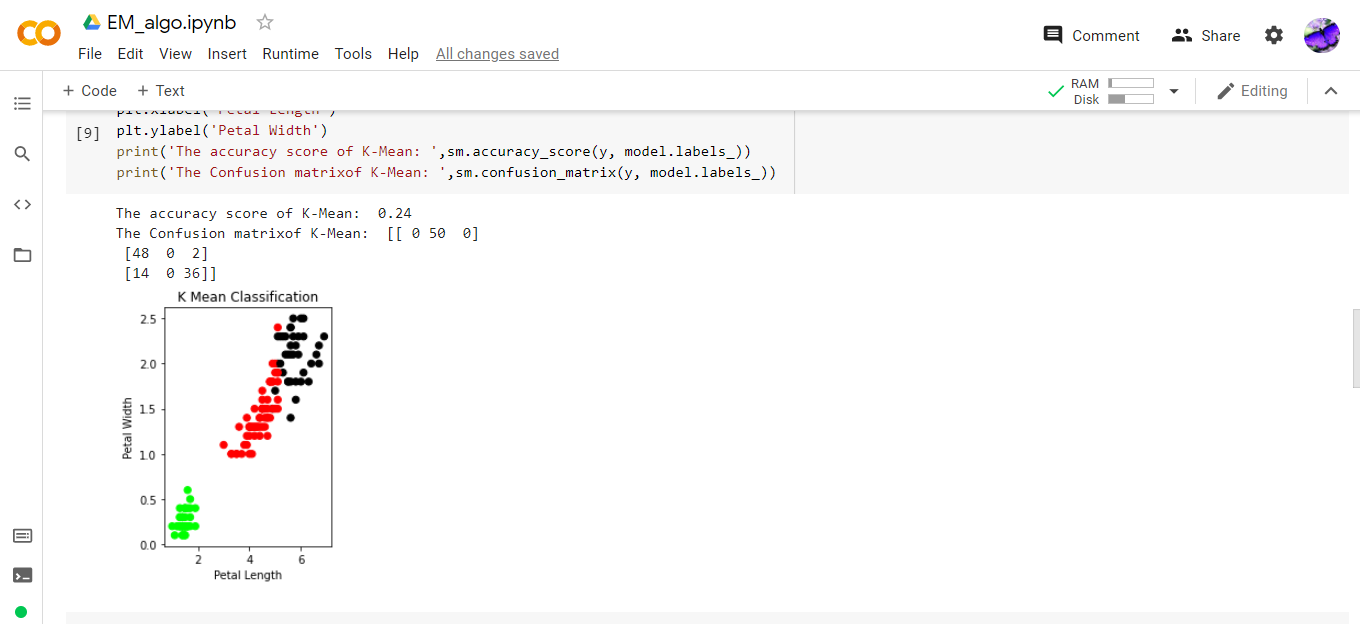 EM_algo.ipynb
File Edit View Insert Runtime Tools Help All changes saved
Comment Share
+ Code + Text
RAM
Disk
Editing
plt.xlabel('Petal Length')
[9] plt.ylabel('Petal Width')
print('The accuracy score of K-Mean: ',sm.accuracy_score(y, model.labels_))
print('The Confusion matrixof K-Mean: ',sm.confusion_matrix(y, model.labels_))
The accuracy score of K-Mean:  0.24
The Confusion matrixof K-Mean:  [[ 0 50  0]
[48  0  2]
[14  0 36]]
K Mean Classification
2.5
2.0
1.5
1.0
0.5
0.0
Petal Width
2 4 6
Petal Length